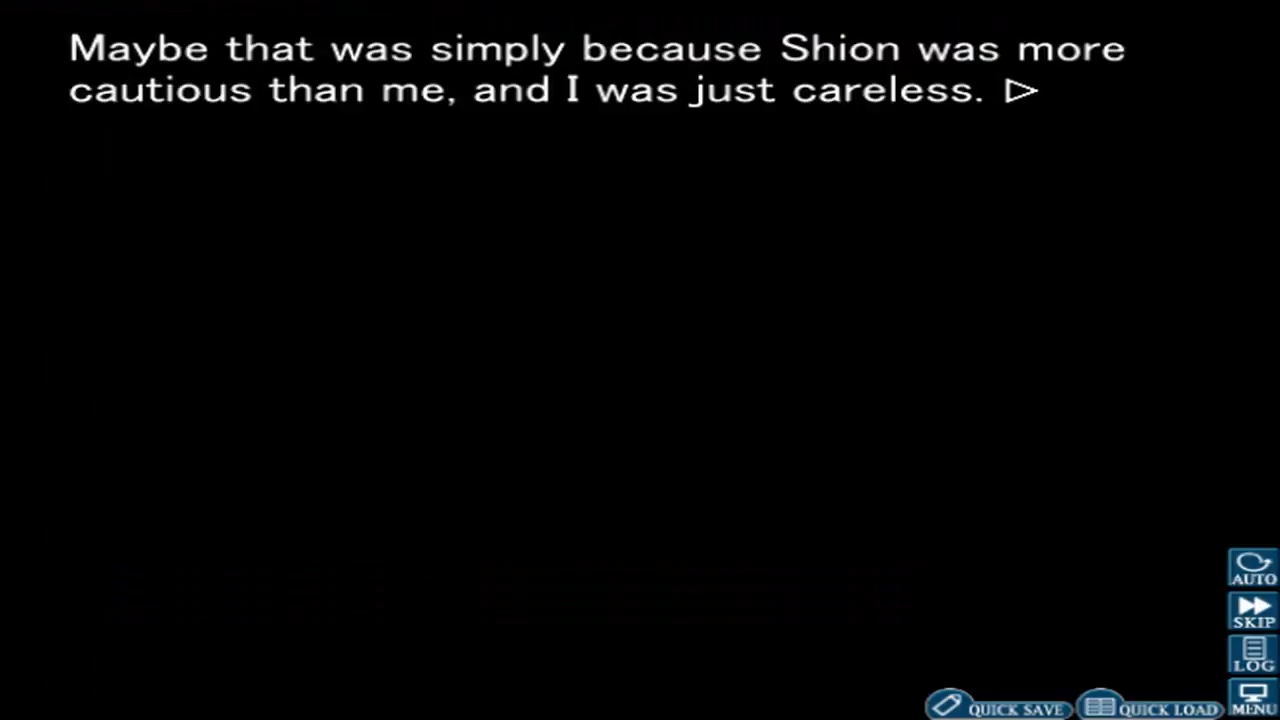 Maybe that was simply because Shion was more
cautious than me, and I was just careless.
AUTO
SKIP
LOG
MENU
QUICK SAVE
QUICK LOAD